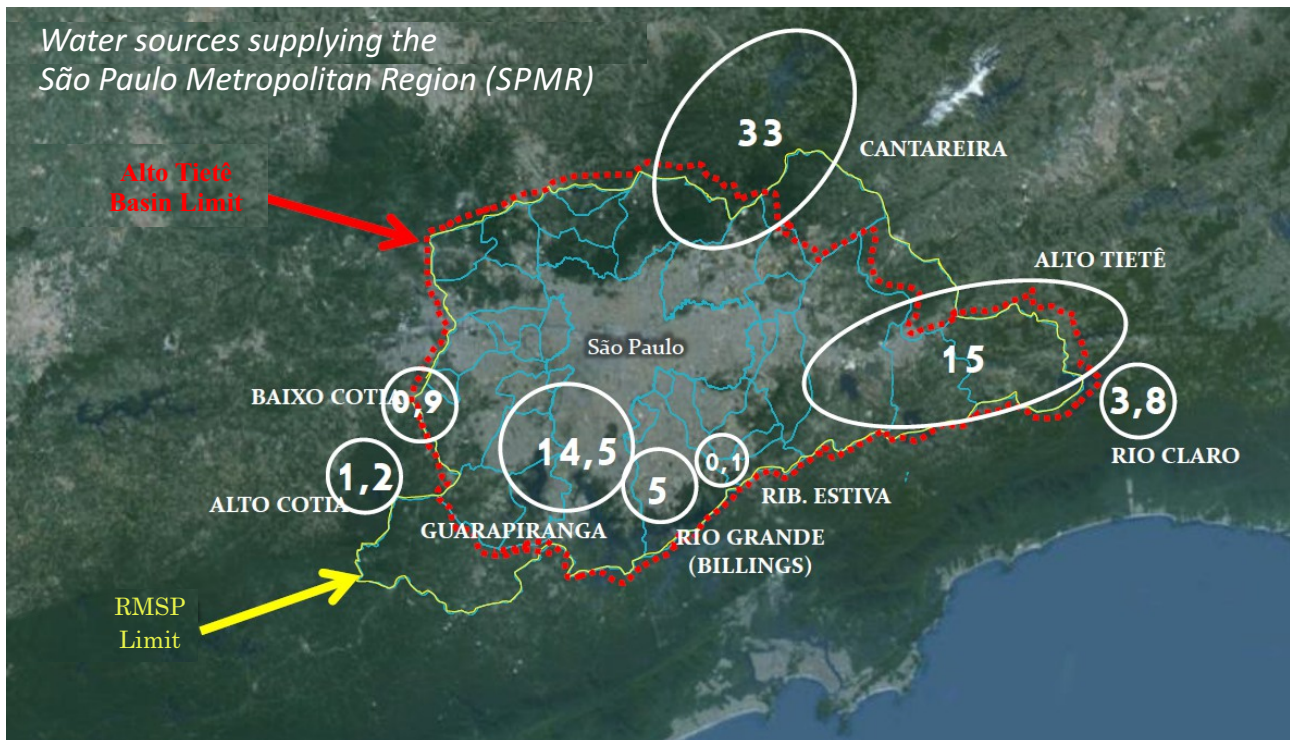 Water sources supplying the
São Paulo Metropolitan Region (SPMR)
33
CANTAREIRA
Alto Tietê
Basin Limit
ALTO TIETÊ
São Paulo
15
BAIXO COTIA
0,9
3,8
RIO CLARO
14,5
0,1
1,2
5
ALTO COTIA
RIB. ESTIVA
GUARAPIRANGA
RIO GRANDE
(BILLINGS)
RMSP
Limit